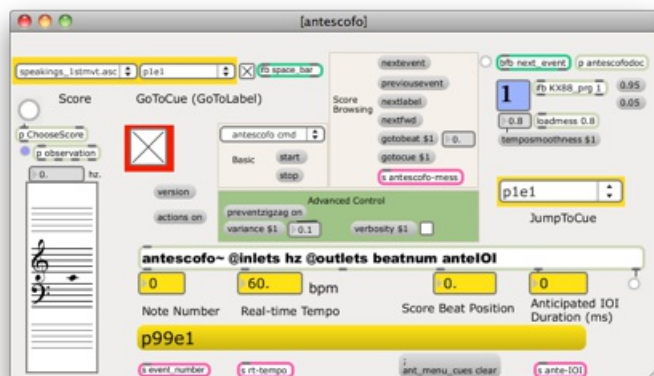 [antescofo]
speakings_1stmvt.asc
p1e1
fb space_bar
Score
GoToCue (GoToLabel)
p ChooseScore
p observation
0.
hz.
version
actions on
antescofo cmd
Basic
start
stop
Score
Browsing
nextevent
previousevent
nextlabel
nextfwd
gotobeat $1
0.
gotocue $1
s antescofo-mess
Advanced Control
preventzigzag on
variance $1
0.1
verbosity $1
bfb next_event
p antescofodoc
1
fb KX88_prg 1
0.95
0.05
0.8
loadmess 0.8
temposmoothness $1
p1e1
JumpToCue
antescofo~ @inlets hz @outlets beatnum anteIOI
0
60.
bpm
0.
0
Note Number
Real-time Tempo
Score Beat Position
Anticipated IOI
Duration (ms)
p99e1
s event_number
s rt-tempo
;
ant_menu_cues clear
s ante-IOI